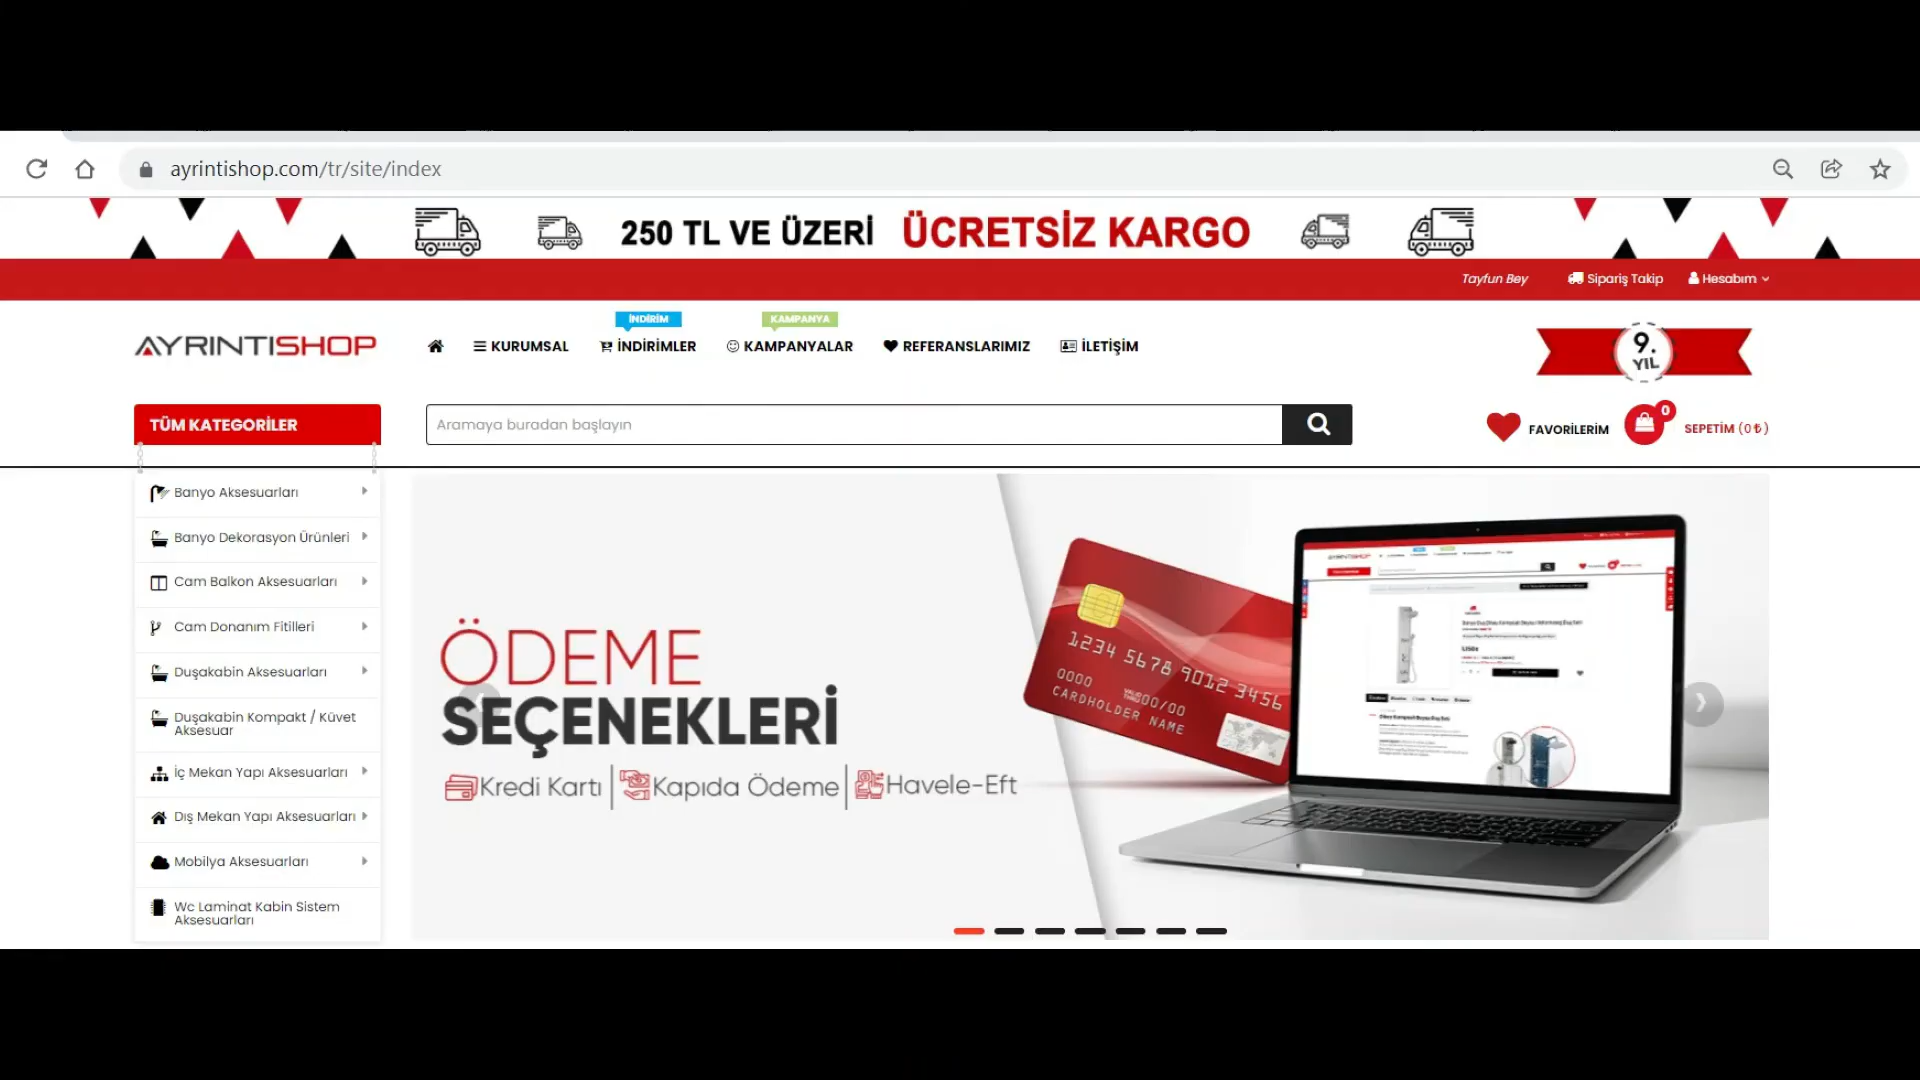 ayrintishop.com/tr/site/index
250 TL VE ÜZERİ ÜCRETSİZ KARGO
Tayfun Bey Sipariş Takip Hesabım
İNDİRİM KAMPANYA
AYRINTISHOP KURUMSAL İNDİRİMLER KAMPANYALAR REFERANSLARIMIZ İLETİŞİM
9.
YIL
TÜM KATEGORİLER
Aramaya buradan başlayın
0
FAVORİLERİM
SEPETİM (0₺)
Banyo Aksesuarları
Banyo Dekorasyon Ürünleri
Cam Balkon Aksesuarları
Cam Donanım Fitilleri
Duşakabin Aksesuarları
Duşakabin Kompakt / Küvet
Aksesuar
İç Mekan Yapı Aksesuarları
Dış Mekan Yapı Aksesuarları
Mobilya Aksesuarları
Wc Laminat Kabin Sistem
Aksesuarları
ÖDEME
SEÇENEKLERİ
Kredi Kartı Kapıda Ödeme Havele-Eft
1234 5678 9012 3456
0000
00/00
CARDHOLDER NAME
AYRINTISHOP